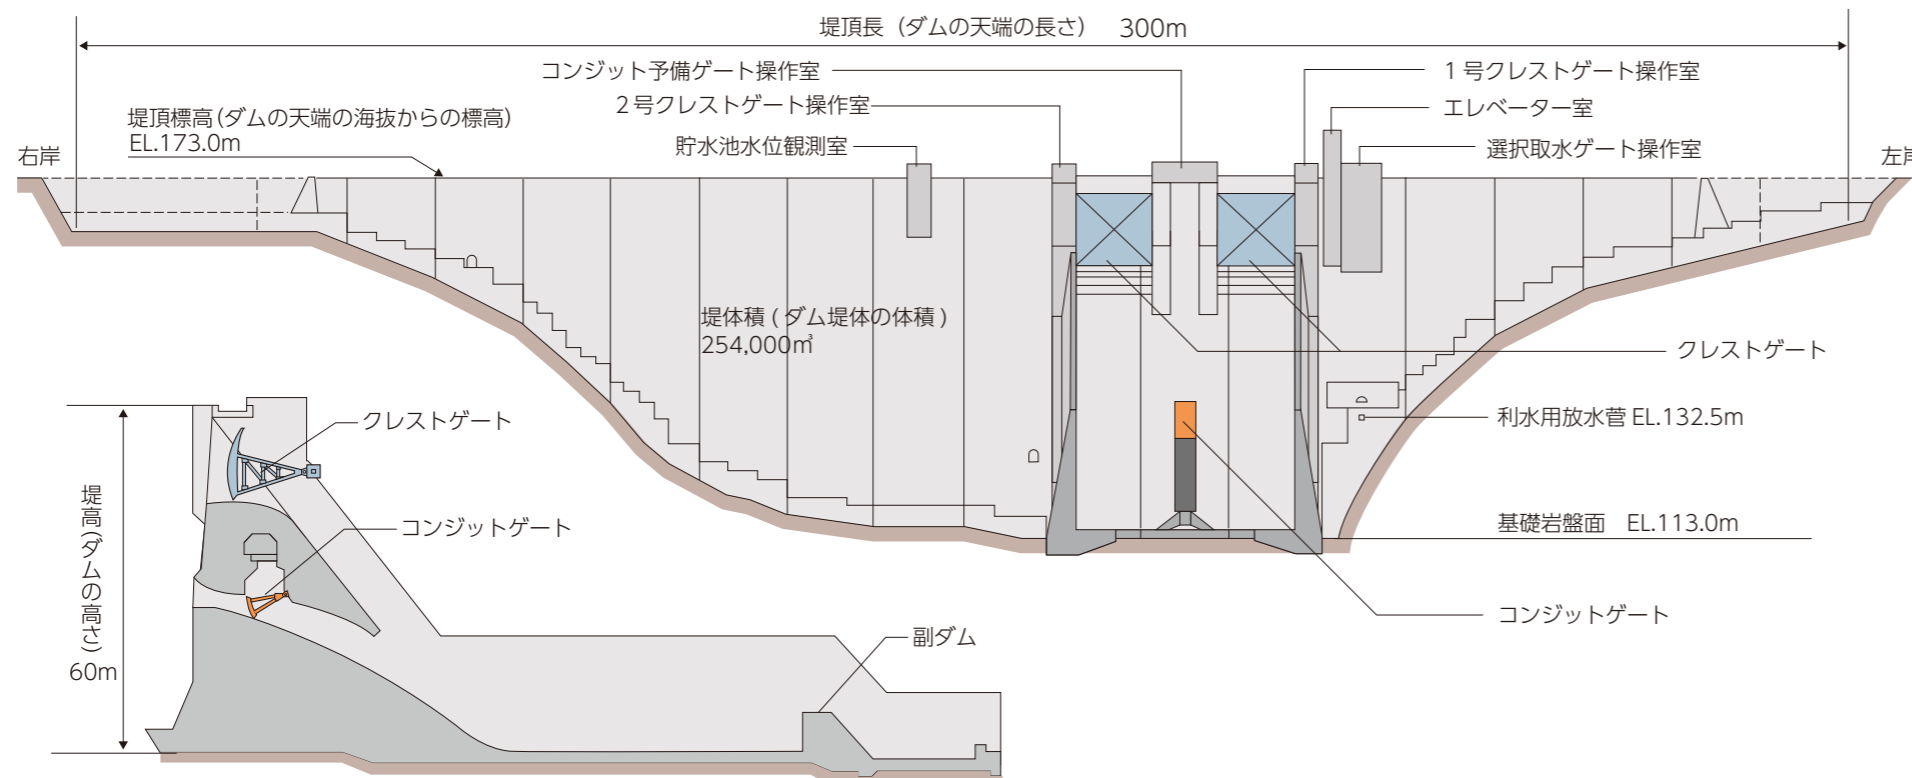 堤頂長（ダムの天端の長さ） 300m
コンジット予備ゲート操作室
1号クレストゲート操作室
2号クレストゲート操作室
エレベーター室
堤頂標高(ダムの天端の海抜からの標高)
EL.173.0m
貯水池水位観測室
選択取水ゲート操作室
右岸
左岸
堤体積(ダム堤体の体積)
254,000㎥
クレストゲート
クレストゲート
利水用放水菅 EL.132.5m
コンジットゲート
基礎岩盤面 EL.113.0m
堤高(ダムの高さ)
60m
コンジットゲート
副ダム